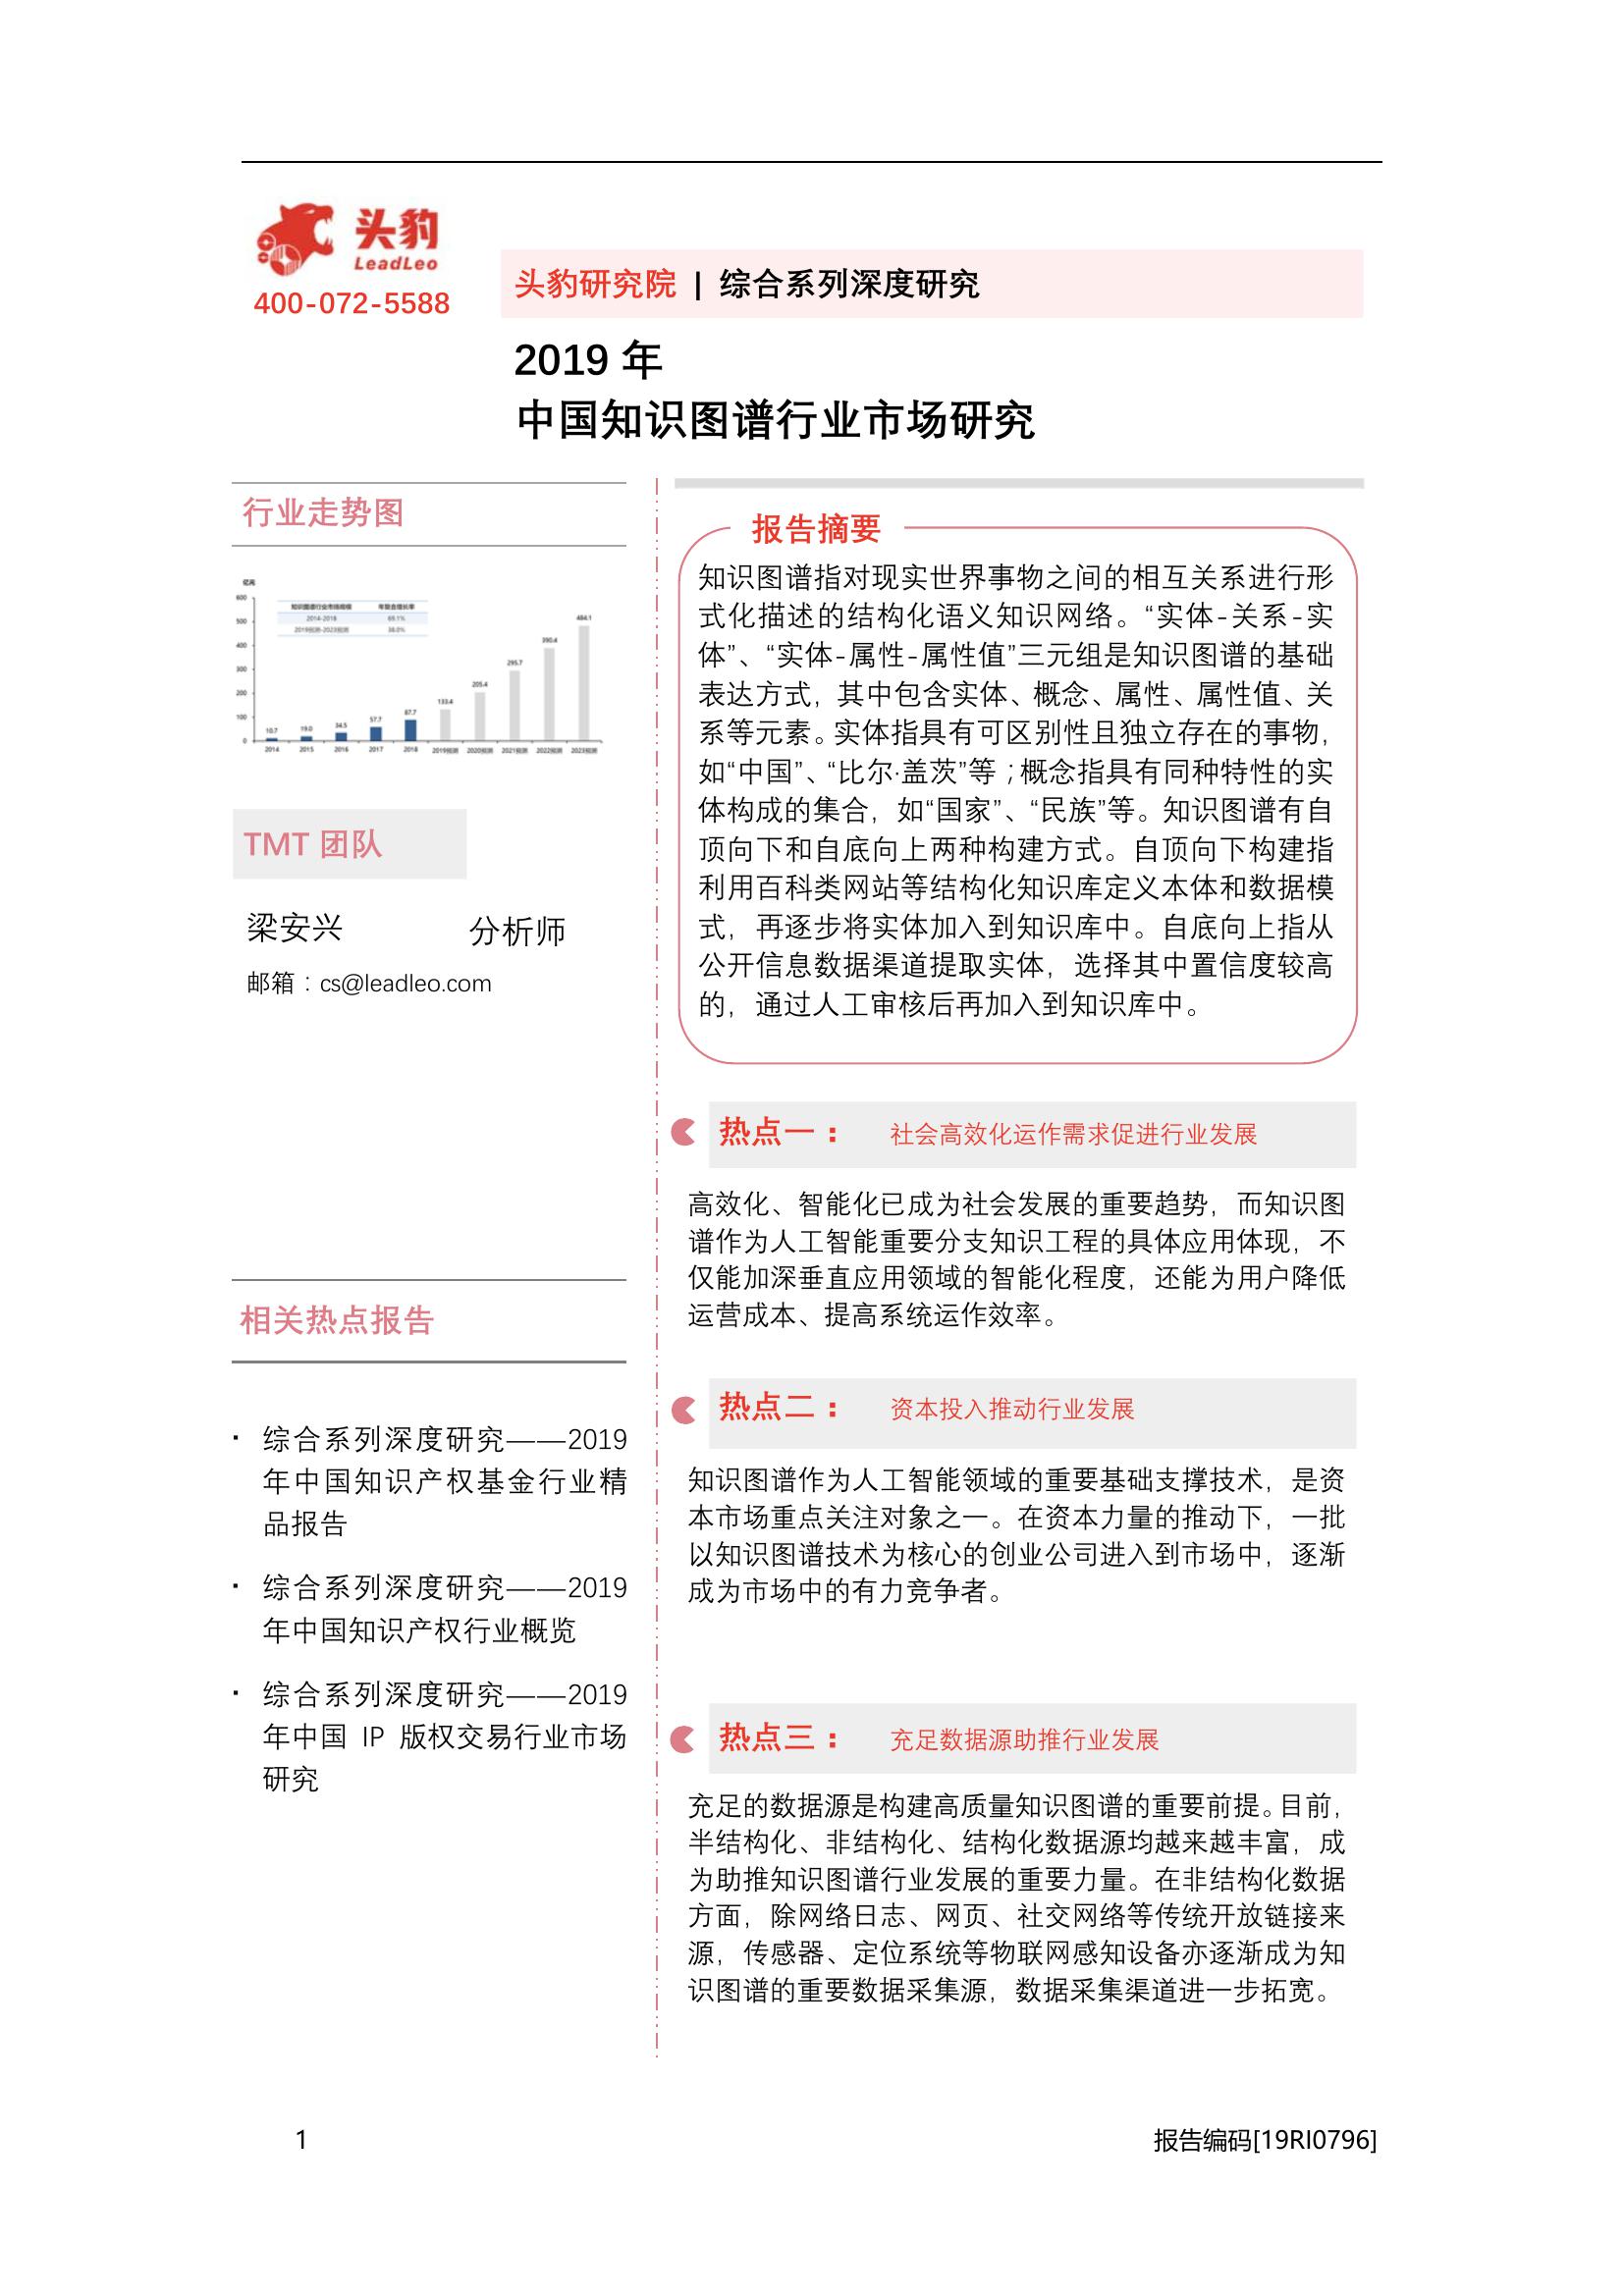 头豹
LeadLeo
400-072-5588
头豹研究院 | 综合系列深度研究
2019 年
中国知识图谱行业市场研究
行业走势图
亿元
600
500
400
300
200
100
0
知识图谱行业市场规模 年复合增长率
2014-2018 69.1%
2019预测-2023预测 38.0%
10.7 19.0 34.5 57.7 87.7 133.4 205.4 295.7 390.4 484.1
2014 2015 2016 2017 2018 2019预测 2020预测 2021预测 2022预测 2023预测
TMT 团队
梁安兴 分析师
邮箱：cs@leadleo.com
相关热点报告
· 综合系列深度研究——2019
年中国知识产权基金行业精
品报告
· 综合系列深度研究——2019
年中国知识产权行业概览
· 综合系列深度研究——2019
年中国 IP 版权交易行业市场
研究
报告摘要
知识图谱指对现实世界事物之间的相互关系进行形
式化描述的结构化语义知识网络。“实体-关系-实
体”、“实体-属性-属性值”三元组是知识图谱的基础
表达方式，其中包含实体、概念、属性、属性值、关
系等元素。实体指具有可区别性且独立存在的事物，
如“中国”、“比尔·盖茨”等；概念指具有同种特性的实
体构成的集合，如“国家”、“民族”等。知识图谱有自
顶向下和自底向上两种构建方式。自顶向下构建指
利用百科类网站等结构化知识库定义本体和数据模
式，再逐步将实体加入到知识库中。自底向上指从
公开信息数据渠道提取实体，选择其中置信度较高
的，通过人工审核后再加入到知识库中。
热点一： 社会高效化运作需求促进行业发展
高效化、智能化已成为社会发展的重要趋势，而知识图
谱作为人工智能重要分支知识工程的具体应用体现，不
仅能加深垂直应用领域的智能化程度，还能为用户降低
运营成本、提高系统运作效率。
热点二： 资本投入推动行业发展
知识图谱作为人工智能领域的重要基础支撑技术，是资
本市场重点关注对象之一。在资本力量的推动下，一批
以知识图谱技术为核心的创业公司进入到市场中，逐渐
成为市场中的有力竞争者。
热点三： 充足数据源助推行业发展
充足的数据源是构建高质量知识图谱的重要前提。目前，
半结构化、非结构化、结构化数据源均越来越丰富，成
为助推知识图谱行业发展的重要力量。在非结构化数据
方面，除网络日志、网页、社交网络等传统开放链接来
源，传感器、定位系统等物联网感知设备亦逐渐成为知
识图谱的重要数据采集源，数据采集渠道进一步拓宽。
1 报告编码[19RI0796]